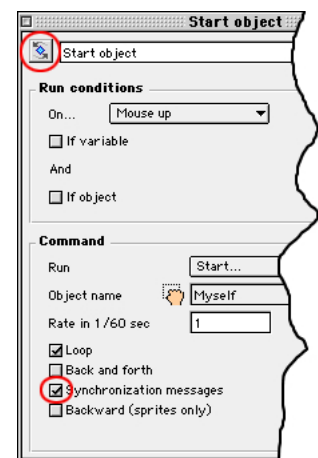 Start object
Start object
Run conditions
On... Mouse up
If variable
And
If object
Command
Run Start...
Object name Myself
Rate in 1/60 sec 1
Loop
Back and forth
Synchronization messages
Backward (sprites only)